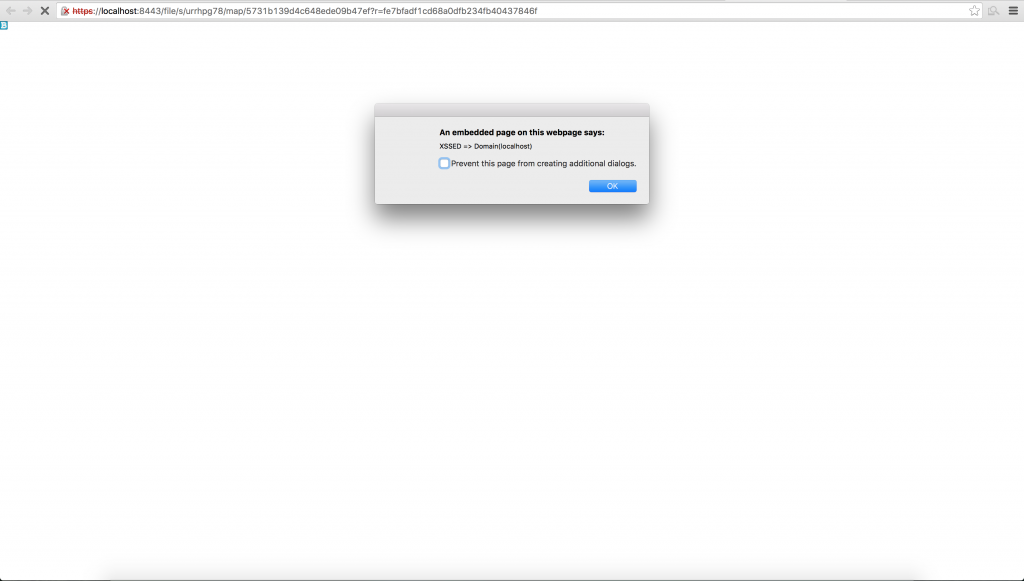 https://localhost:8443/file/s/urrhpg78/map/5731b139d4c648ede09b47ef?r=fe7bfadf1cd68a0dfb234fb40437846f
An embedded page on this webpage says:
XSSED => Domain(localhost)
Prevent this page from creating additional dialogs.
OK